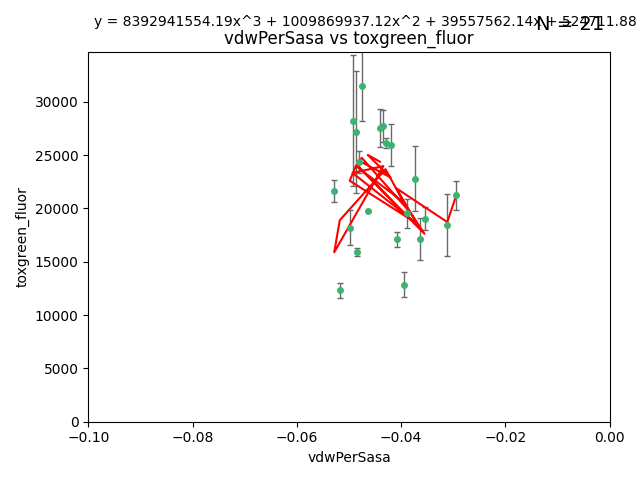 y = 8392941554.19x^3 + 1009869937.12x^2 + 39557562.14x + 524711.88
N = 21
vdwPerSasa vs toxgreen_fluor
30000
25000
20000
15000
10000
5000
0
toxgreen_fluor
−0.10 −0.08 −0.06 −0.04 −0.02 0.00
vdwPerSasa